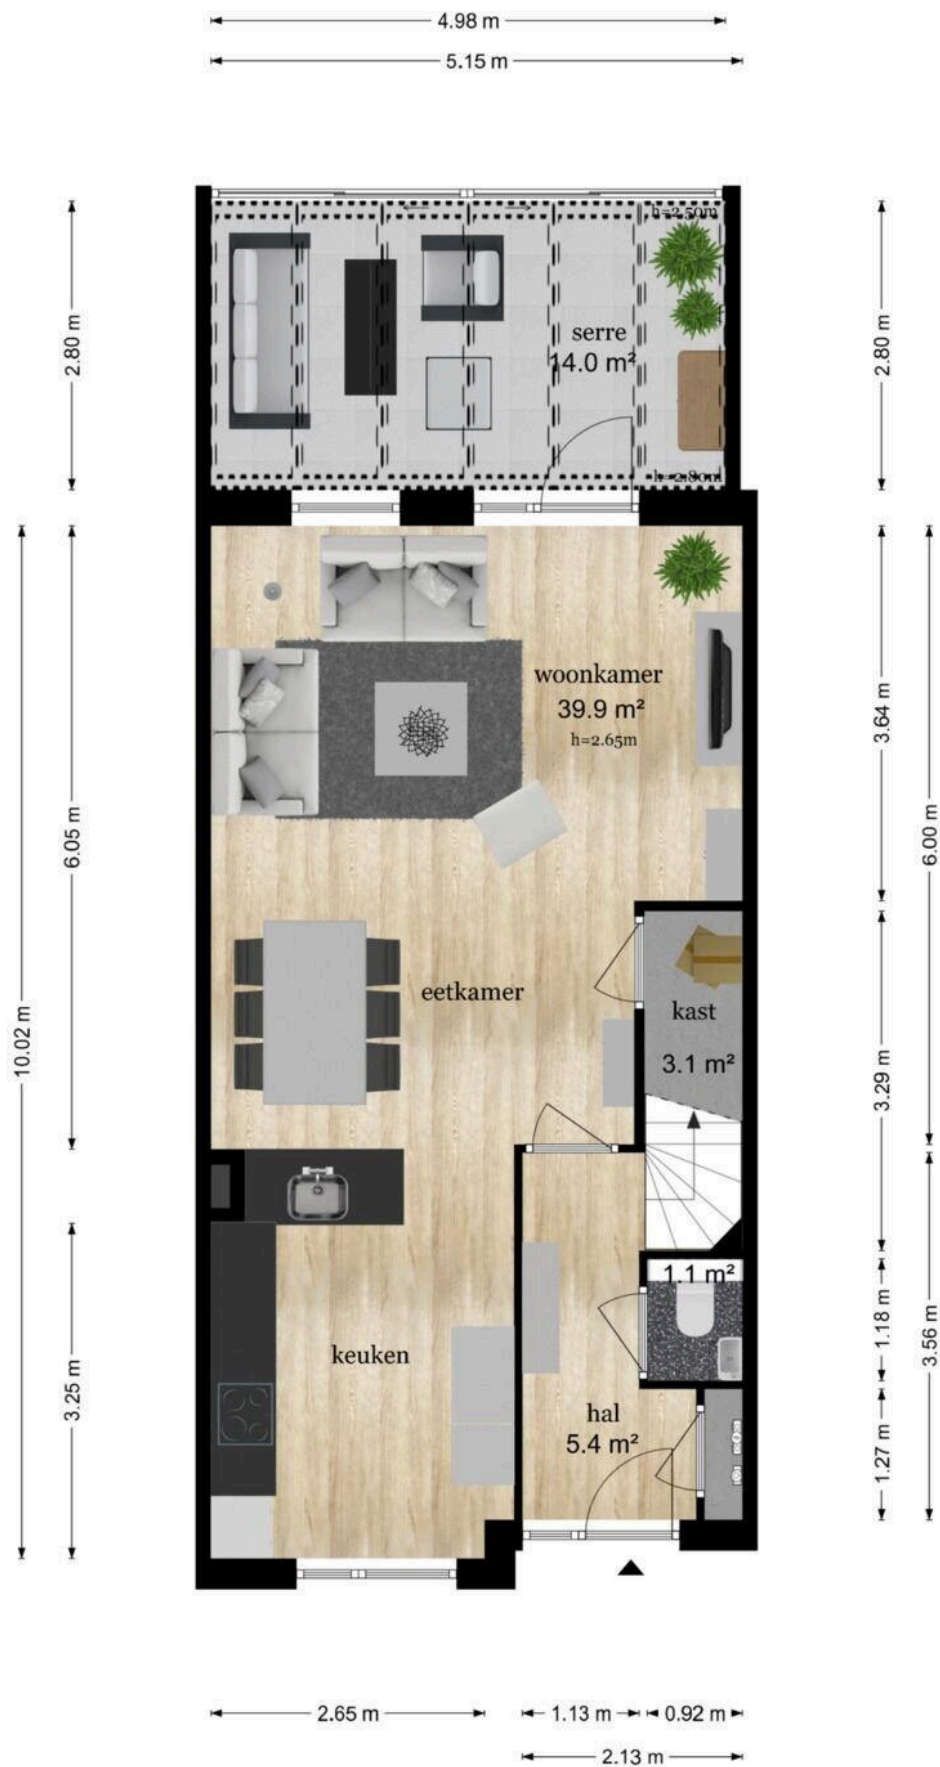 4.98 m
5.15 m
h=2.50m
serre
14.0 m²
2.80 m
2.80 m
h=2.80m
woonkamer
39.9 m²
h=2.65m
3.64 m
6.05 m
6.00 m
eetkamer
kast
3.1 m²
10.02 m
3.29 m
1.1 m²
1.18 m
3.56 m
keuken
3.25 m
hal
5.4 m²
1.27 m
2.65 m
1.13 m
0.92 m
2.13 m